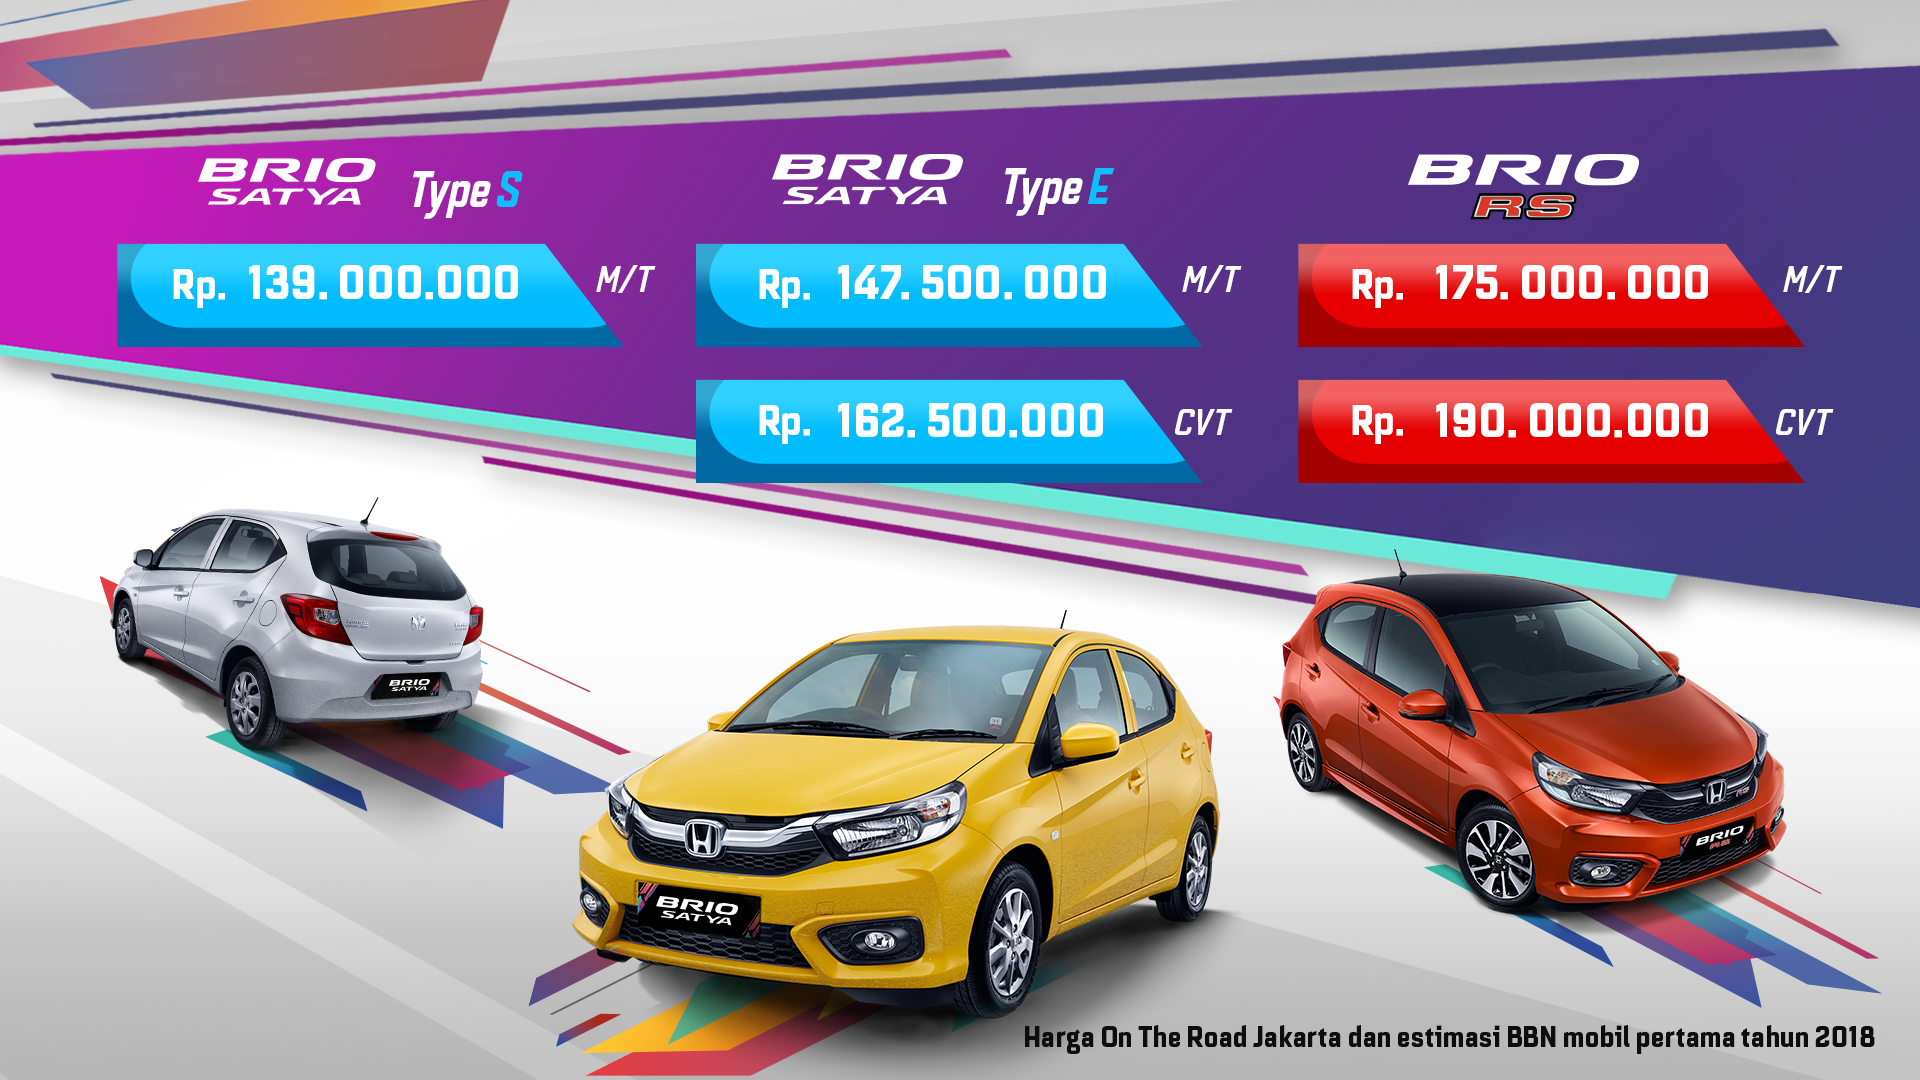 BRIO
SATYA
Type S
Rp. 139. 000.000 M/T
BRIO
SATYA
Type E
Rp. 147. 500. 000 M/T
Rp. 162. 500.000 CVT
BRIO
RS
Rp. 175. 000. 000 M/T
Rp. 190. 000.000 CVT
BRIO
SATYA
BRIO
SATYA
BRIO
RS
Harga On The Road Jakarta dan estimasi BBN mobil pertama tahun 2018